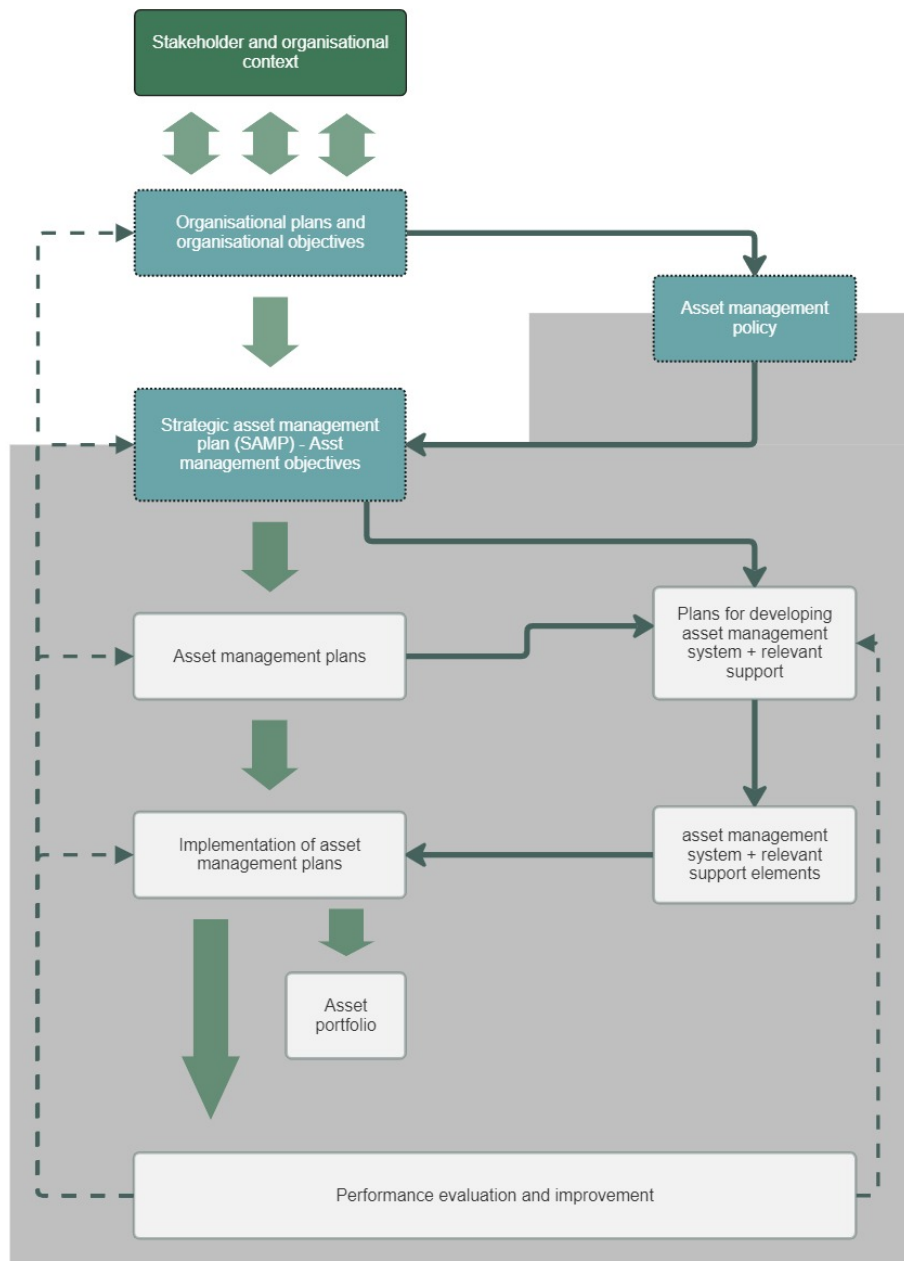 Stakeholder and organisational
context
Organisational plans and
organisational objectives
Asset management
policy
Strategic asset management
plan (SAMP) - Asst
management objectives
Plans for developing
asset management
system + relevant
support
Asset management plans
Implementation of asset
management plans
asset management
system + relevant
support elements
Asset
portfolio
Performance evaluation and improvement